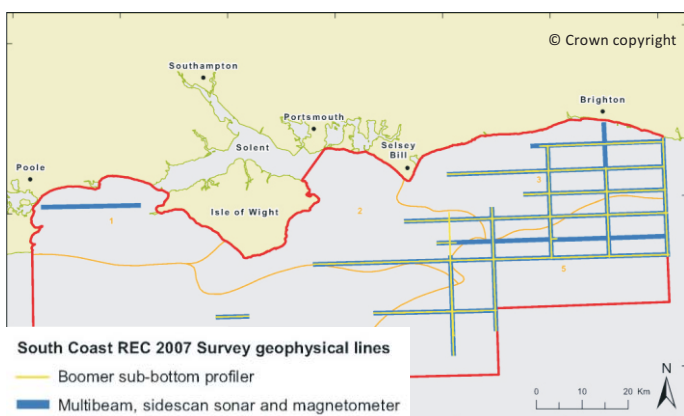 © Crown copyright
Southampton
Brighton
Portsmouth
Solent
Selsey
Bill
Poole
Isle of Wight
1
2
3
5
South Coast REC 2007 Survey geophysical lines
Boomer sub-bottom profiler
Multibeam, sidescan sonar and magnetometer
N
0 10 20 Km